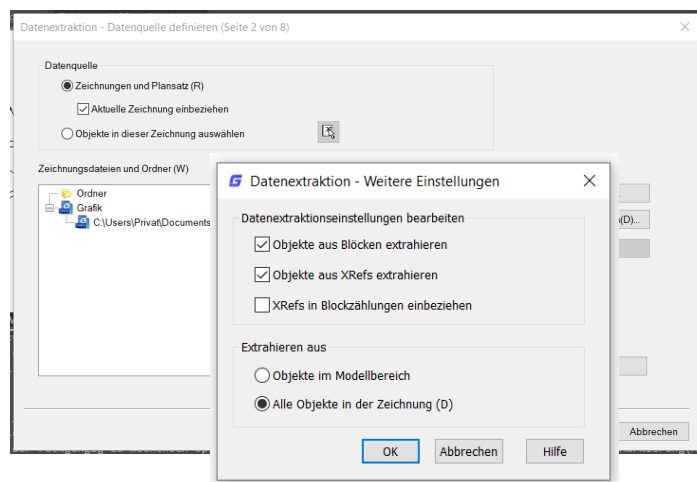 Datenextraktion - Datenquelle definieren (Seite 2 von 8)
Datenquelle
Zeichnungen und Plansatz (R)
Aktuelle Zeichnung einbeziehen
Objekte in dieser Zeichnung auswählen
Zeichnungsdateien und Ordner (W)
Ordner
Grafik
C:\Users\Privat\Documents
(D)...
Abbrechen
Datenextraktion - Weitere Einstellungen
Datenextraktionseinstellungen bearbeiten
Objekte aus Blöcken extrahieren
Objekte aus XRefs extrahieren
XRefs in Blockzählungen einbeziehen
Extrahieren aus
Objekte im Modellbereich
Alle Objekte in der Zeichnung (D)
OK
Abbrechen
Hilfe